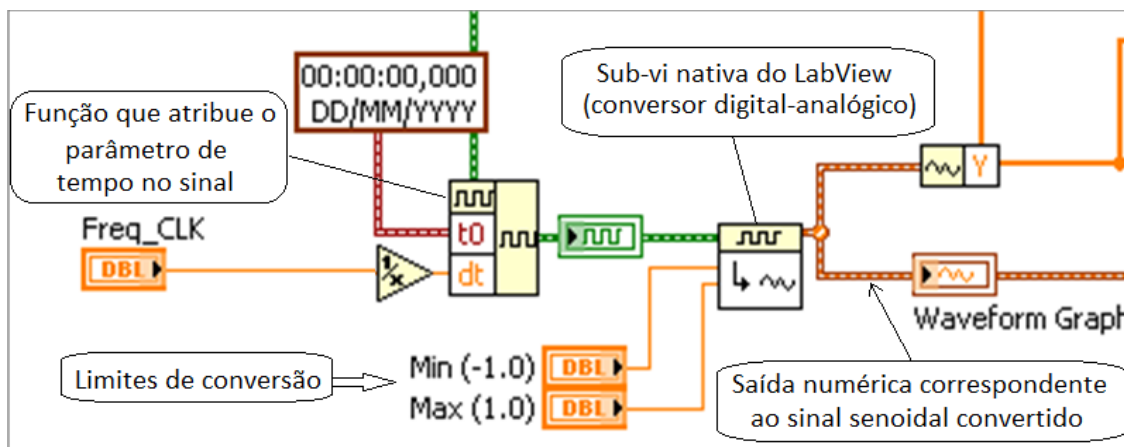 00:00:00,000
DD/MM/YYYY
Sub-vi nativa do LabView
(conversor digital-analógico)
Função que atribue o
parâmetro de
tempo no sinal
Y
Freq_CLK
t0
DBL
1/x
dt
Waveform Graph
Limites de conversão
Min (-1.0)
DBL
Max (1.0)
DBL
Saída numérica correspondente
ao sinal senoidal convertido